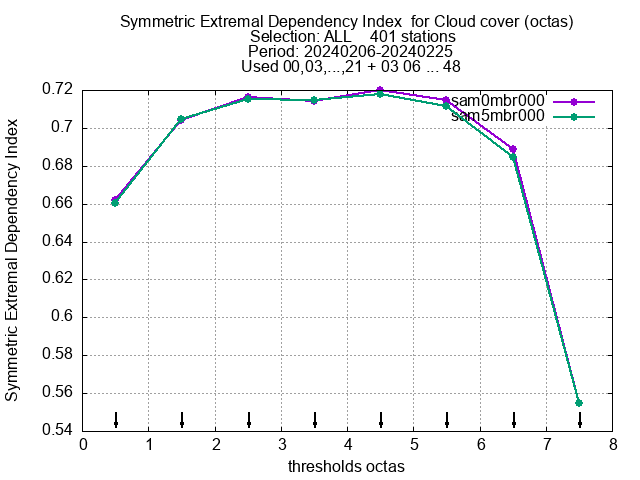 Symmetric Extremal Dependency Index  for Cloud cover (octas)
Selection: ALL    401 stations
Period: 20240206-20240225
Used 00,03,...,21 + 03 06 ... 48
sam0mbr000
sam5mbr000
Symmetric Extremal Dependency Index
0.72
0.7
0.68
0.66
0.64
0.62
0.6
0.58
0.56
0.54
0 1 2 3 4 5 6 7 8
thresholds octas